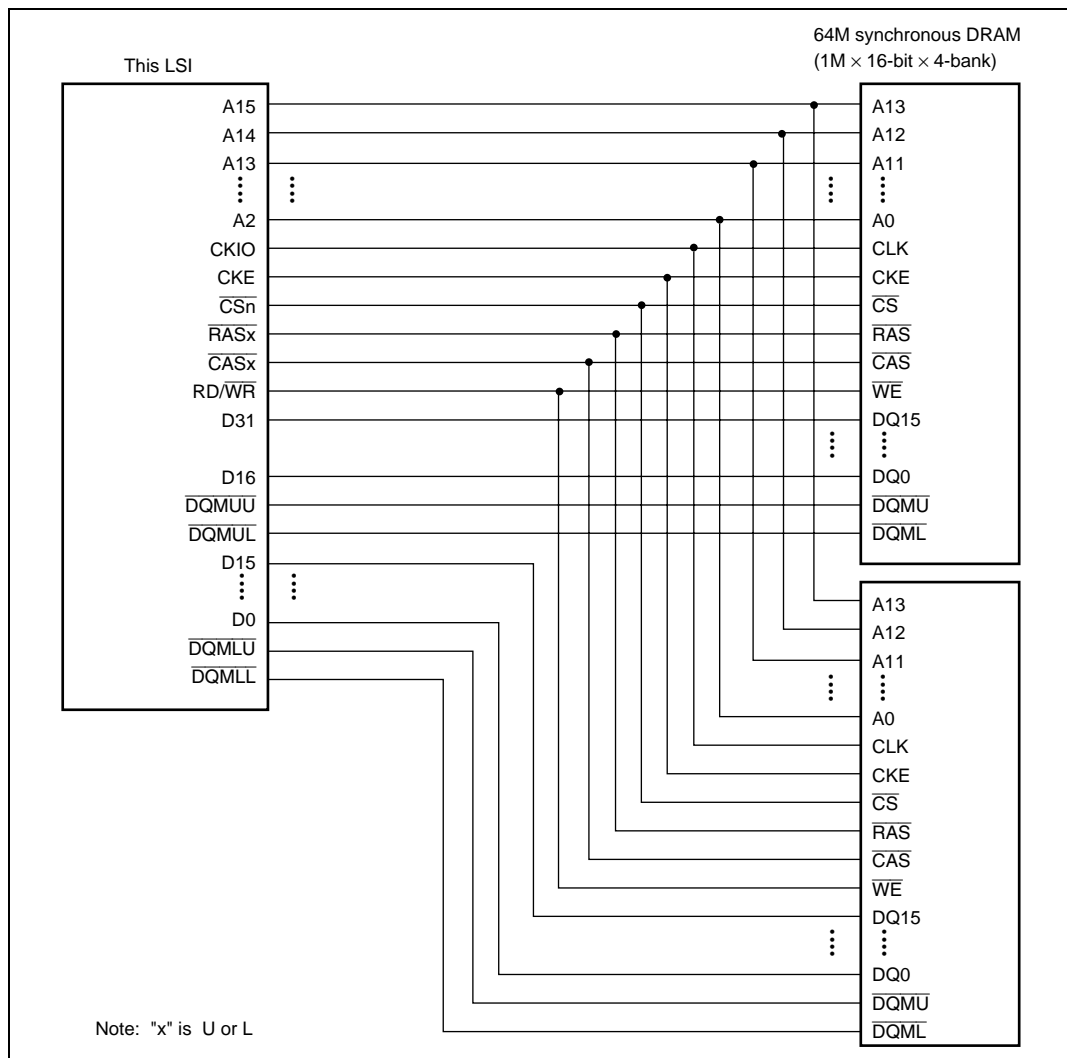 64M synchronous DRAM
(1M × 16-bit × 4-bank)
This LSI
A15
A14
A13
A2
CKIO
CKE
CSn
RASx
CASx
RD/WR
D31
D16
DQMUU
DQMUL
D15
D0
DQMLU
DQMLL
A13
A12
A11
A0
CLK
CKE
CS
RAS
CAS
WE
DQ15
DQ0
DQMU
DQML
A13
A12
A11
A0
CLK
CKE
CS
RAS
CAS
WE
DQ15
DQ0
DQMU
DQML
Note: "x" is U or L